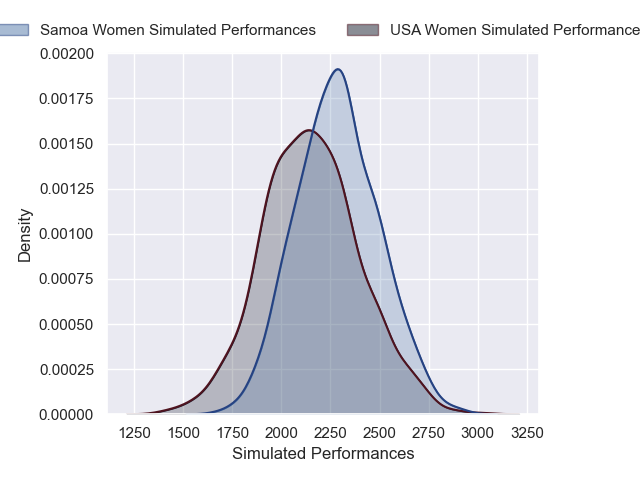 Samoa Women Simulated Performances USA Women Simulated Performance
0.00200
0.00175
0.00150
0.00125
0.00100
0.00075
0.00050
0.00025
0.00000
Density
1250 1500 1750 2000 2250 2500 2750 3000 3250
Simulated Performances